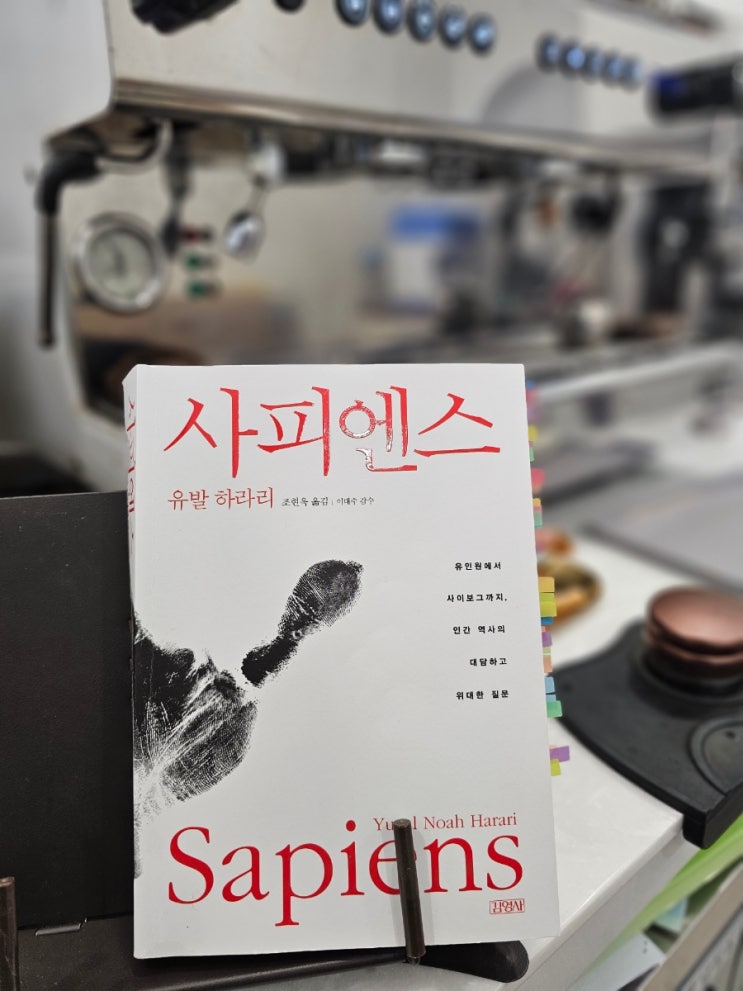 사피엔스
유발 하라리 조현욱 옮김 | 이태수 감수
유인원에서
사이보그까지,
인간 역사의
대담하고
위대한 질문
Noah Harari
Sapiens
김영사